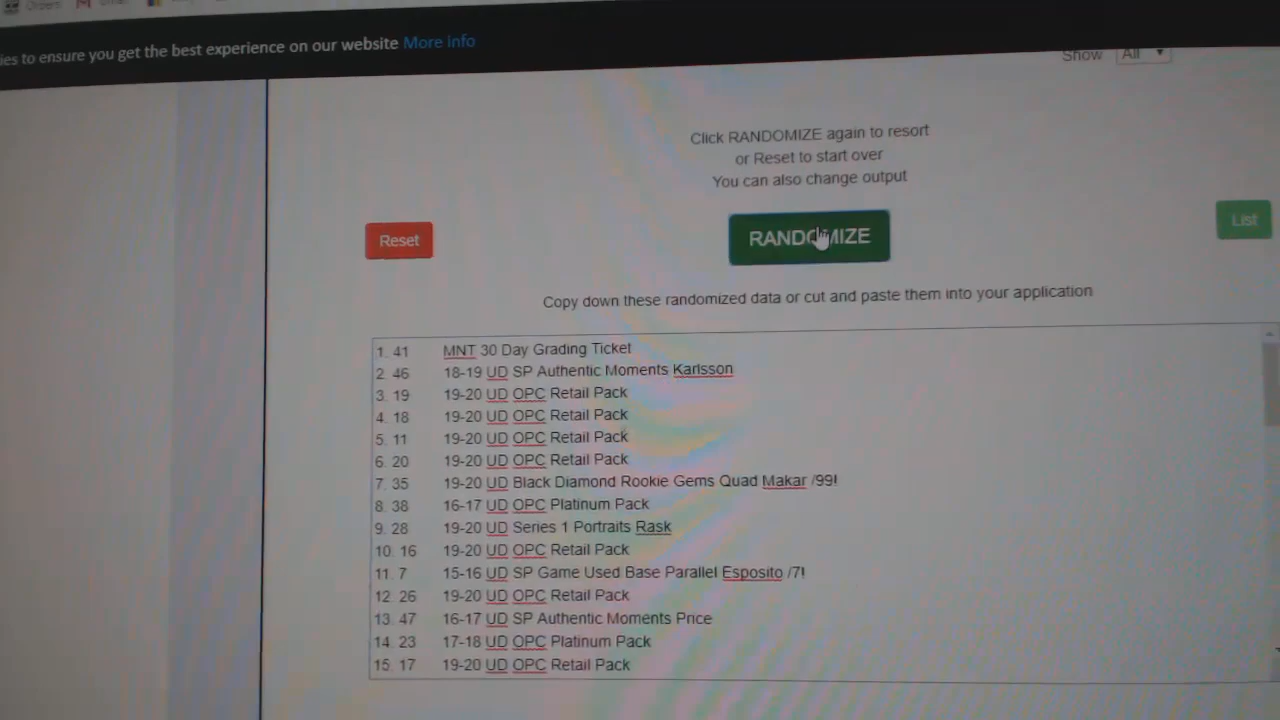 ies to ensure you get the best experience on our website More info
Show All
Click RANDOMIZE again to resort
or Reset to start over
You can also change output
Reset
RANDOMIZE
List
Copy down these randomized data or cut and paste them into your application
1. 41 MNT 30 Day Grading Ticket
2. 46 18-19 UD SP Authentic Moments Karlsson
3. 19 19-20 UD OPC Retail Pack
4. 18 19-20 UD OPC Retail Pack
5. 11 19-20 UD OPC Retail Pack
6. 20 19-20 UD OPC Retail Pack
7. 35 19-20 UD Black Diamond Rookie Gems Quad Makar /99!
8. 38 16-17 UD OPC Platinum Pack
9. 28 19-20 UD Series 1 Portraits Rask
10. 16 19-20 UD OPC Retail Pack
11. 7 15-16 UD SP Game Used Base Parallel Esposito /7!
12. 26 19-20 UD OPC Retail Pack
13. 47 16-17 UD SP Authentic Moments Price
14. 23 17-18 UD OPC Platinum Pack
15. 17 19-20 UD OPC Retail Pack